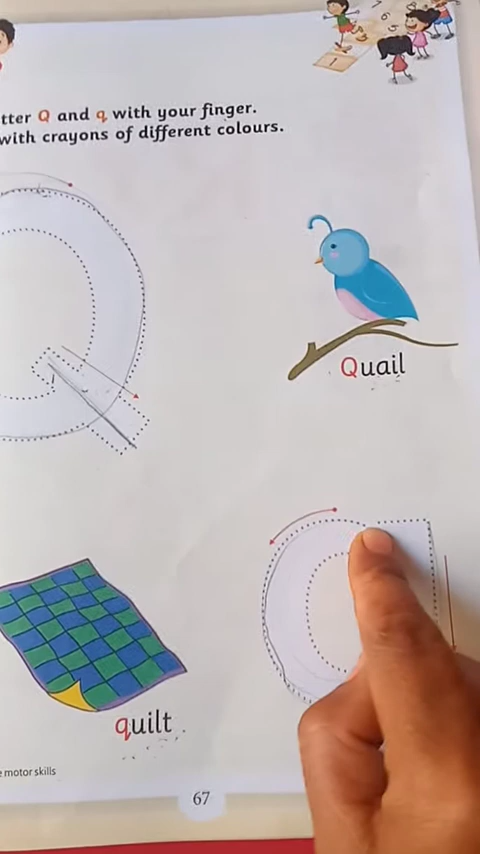 tter Q and q with your finger.
with crayons of different colours.
Quail
quilt
motor skills
67